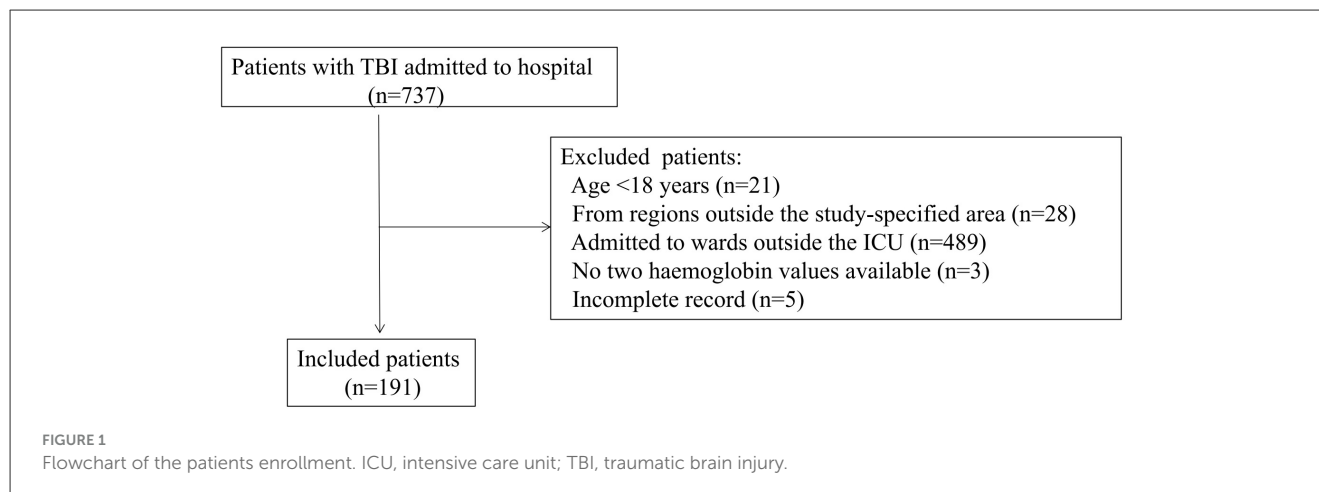 Patients with TBI admitted to hospital
(n=737)
Excluded patients:
Age <18 years (n=21)
From regions outside the study-specified area (n=28)
Admitted to wards outside the ICU (n=489)
No two haemoglobin values available (n=3)
Incomplete record (n=5)
Included patients
(n=191)
FIGURE 1
Flowchart of the patients enrollment. ICU, intensive care unit; TBI, traumatic brain injury.